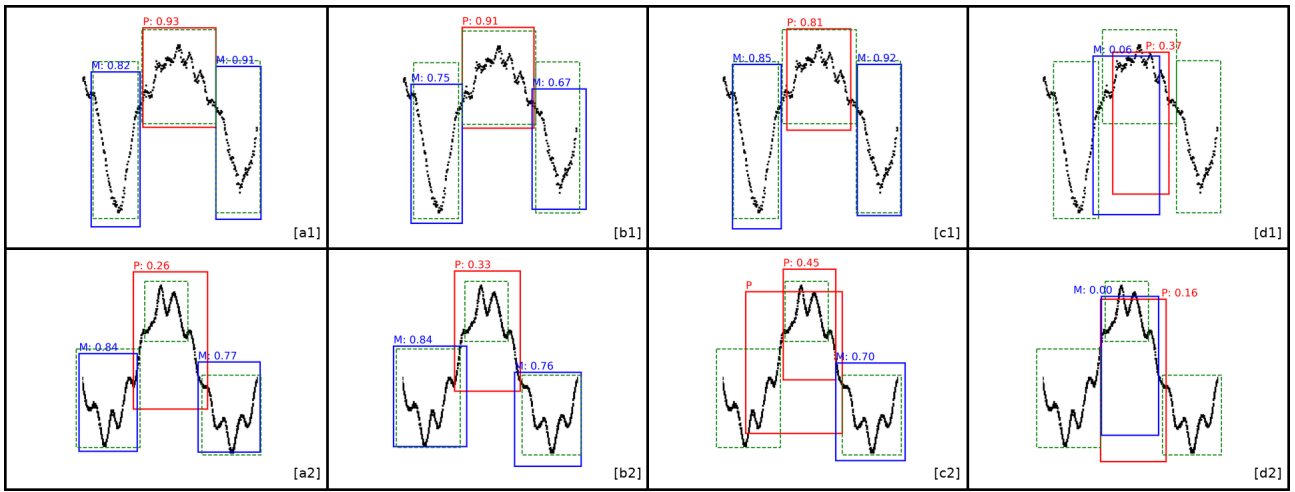 P: 0.93
M: 0.82
M: 0.91
[a1]
P: 0.91
M: 0.75
M: 0.67
[b1]
P: 0.81
M: 0.85
M: 0.92
[c1]
M: 0.06
P: 0.37
[d1]
P: 0.26
M: 0.84
M: 0.77
[a2]
P: 0.33
M: 0.84
M: 0.76
[b2]
P: 0.45
P
M: 0.70
[c2]
M: 0.00
P: 0.16
[d2]